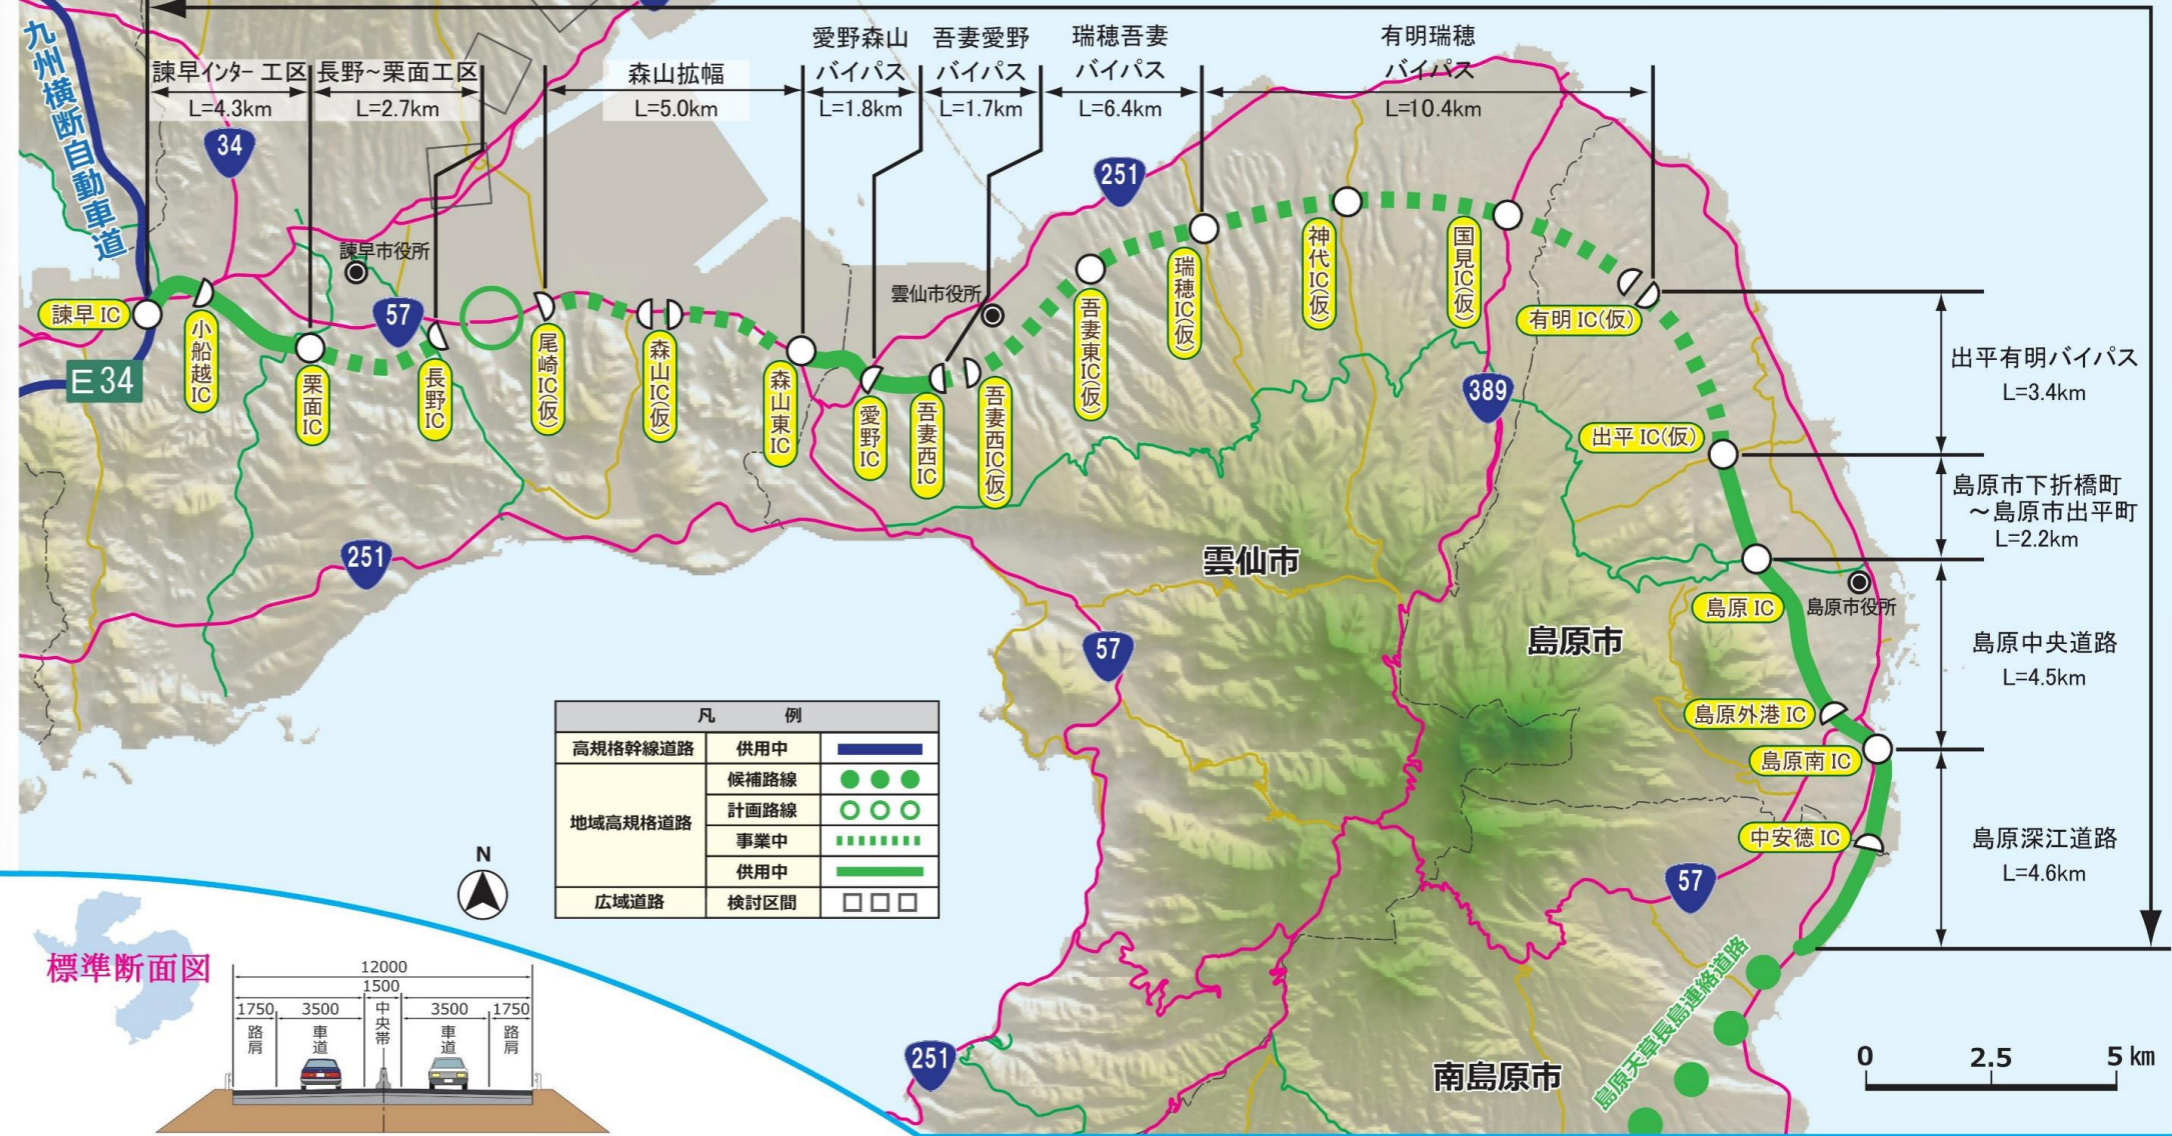 九州横断自動車道
諫早インター工区
L=4.3km
長野～栗面工区
L=2.7km
森山拡幅
L=5.0km
愛野森山
バイパス
L=1.8km
吾妻愛野
バイパス
L=1.7km
瑞穂吾妻
バイパス
L=6.4km
有明瑞穂
バイパス
L=10.4km
34
251
諫早市役所
57
雲仙市役所
諫早 IC
E34
小船越IC
栗面IC
長野IC
尾崎IC(仮)
森山IC(仮)
森山東IC
愛野IC
吾妻西IC
吾妻西IC(仮)
吾妻東IC(仮)
瑞穂IC(仮)
神代IC(仮)
国見IC(仮)
有明 IC(仮)
389
出平有明バイパス
L=3.4km
出平 IC(仮)
島原市下折橋町
～島原市出平町
L=2.2km
251
雲仙市
島原市
島原 IC
島原市役所
57
島原中央道路
L=4.5km
島原外港 IC
島原南 IC
中安徳 IC
島原深江道路
L=4.6km
57
島原天草長島連絡道路
251
南島原市
凡 例
高規格幹線道路 供用中
地域高規格道路 候補路線
計画路線
事業中
供用中
広域道路 検討区間
N
標準断面図
12000
1500
1750 3500 3500 1750
路肩 車道 中央帯 車道 路肩
0 2.5 5 km